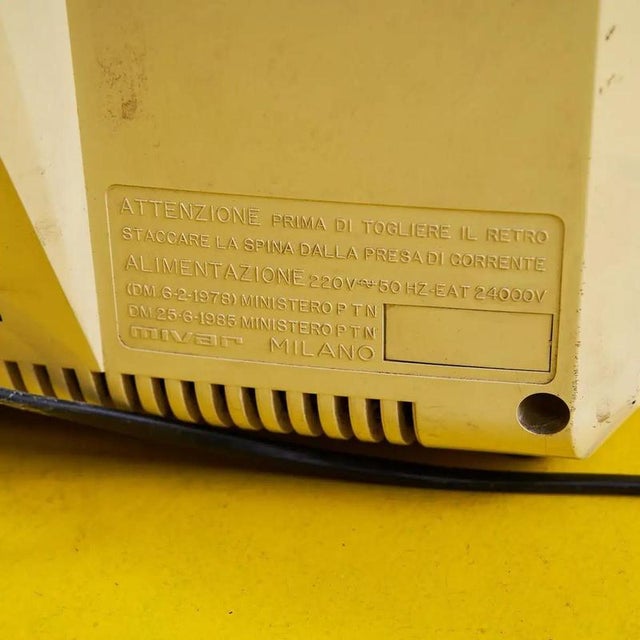 ATTENZIONE PRIMA DI TOGLIERE IL RETRO
STACCARE LA SPINA DALLA PRESA DI CORRENTE
ALIMENTAZIONE 220V~50 HZ-EAT 24000V
(DM.6-2-1976) MINISTERO P T N
DM.25-6-1985 MINISTERO P T N
mivar MILANO